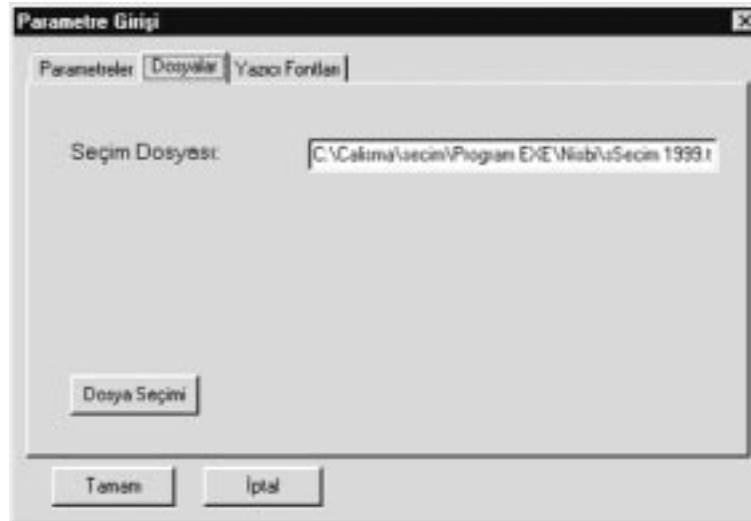 Parametre Girişi
Parametreler Dosyalar Yazıcı Fontları
Seçim Dosyası: C:\Calisma\secim\Program EXE\Nisbi\sSecim 1999.t
Dosya Seçimi
Tamam İptal